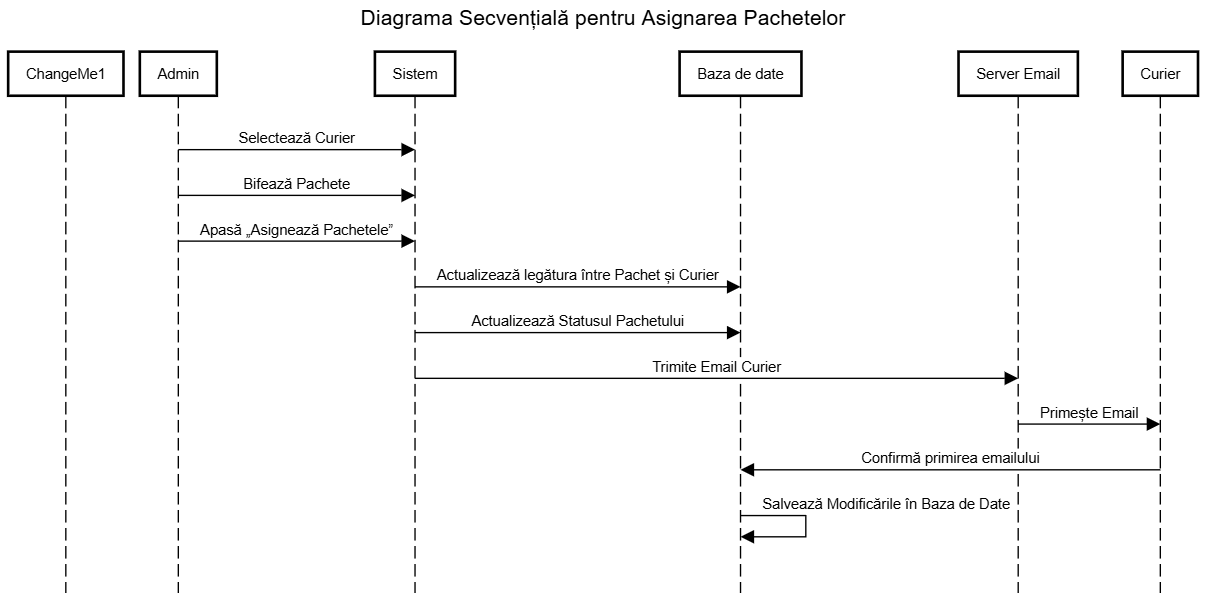 Diagrama Secvențială pentru Asignarea Pachetelor
ChangeMe1
Admin
Sistem
Baza de date
Server Email
Curier
Selectează Curier
Bifează Pachete
Apasă „Asignează Pachetele”
Actualizează legătura între Pachet și Curier
Actualizează Statusul Pachetului
Trimite Email Curier
Primește Email
Confirmă primirea emailului
Salvează Modificările în Baza de Date